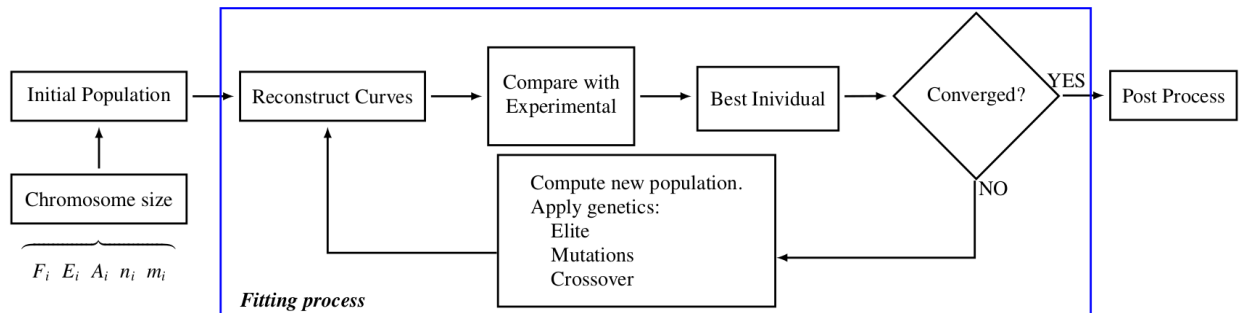 Initial Population
Reconstruct Curves
Compare with
Experimental
Best Inividual
Converged?
YES
Post Process
NO
Chromosome size
F_i E_i A_i n_i m_i
Compute new population.
Apply genetics:
Elite
Mutations
Crossover
Fitting process